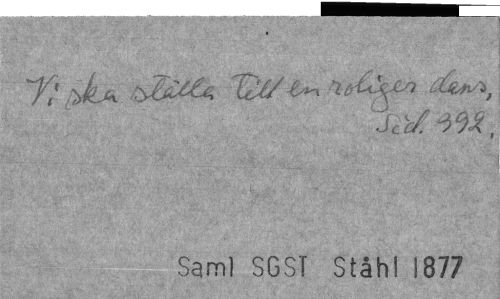 Vi ska ställa till en roliger dans,
Sid. 392.
Saml SGST Ståhl 1877